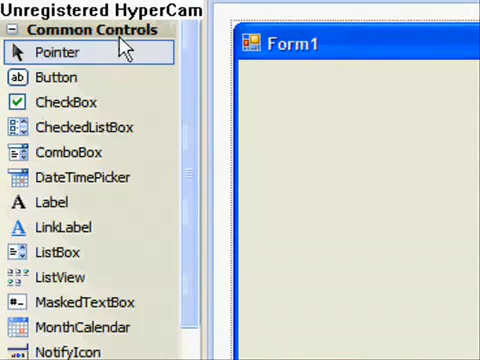 Unregistered HyperCam
Common Controls
Form1
Pointer
Button
CheckBox
CheckedListBox
ComboBox
DateTimePicker
Label
LinkLabel
ListBox
ListView
MaskedTextBox
MonthCalendar
NotifyIcon